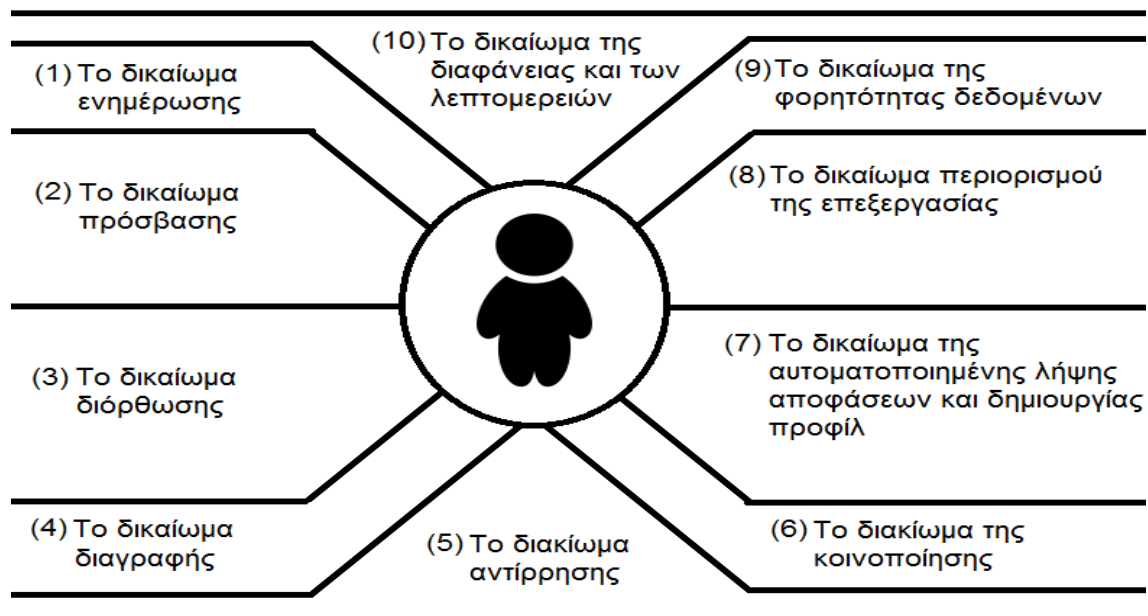 (1) Το δικαίωμα
ενημέρωσης
(2) Το δικαίωμα
πρόσβασης
(3) Το δικαίωμα
διόρθωσης
(4) Το δικαίωμα
διαγραφής
(5) Το διακίωμα
αντίρρησης
(6) Το διακίωμα της
κοινοποίησης
(7) Το δικαίωμα της
αυτοματοποιημένης λήψης
αποφάσεων και δημιουργίας
προφίλ
(8) Το δικαίωμα περιορισμού
της επεξεργασίας
(9) Το δικαίωμα της
φορητότητας δεδομένων
(10) Το δικαίωμα της
διαφάνειας και των
λεπτομερειών